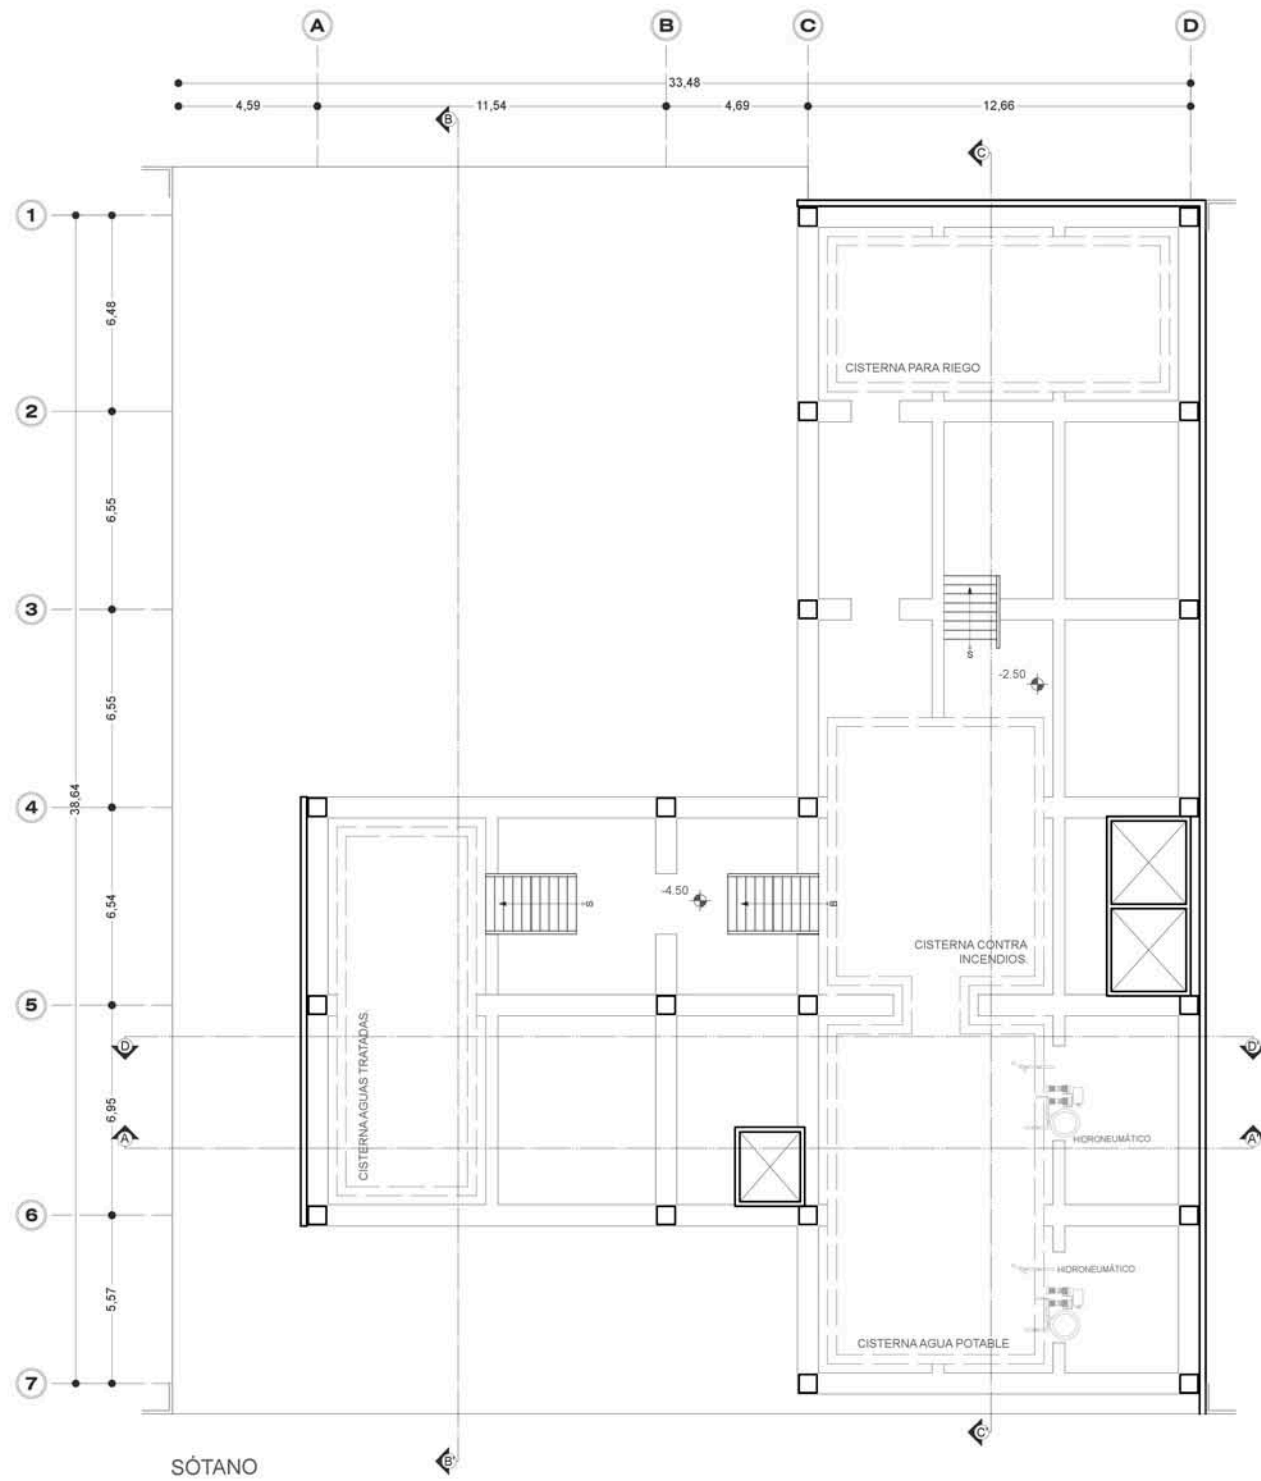 A B C D
33,48
4,59 11,54 4,69 12,66
B
C
1
6,48
CISTERNA PARA RIEGO
2
6,55
3
S
-2.50
6,55
38,64
4
6,54
-4.50
S
B
CISTERNA CONTRA
INCENDIOS.
5
D D'
CISTERNA AGUAS TRATADAS.
6,95
HIDRONEUMÁTICO
A A'
6
HIDRONEUMÁTICO
5,57
CISTERNA AGUA POTABLE
7
C'
B'
SÓTANO